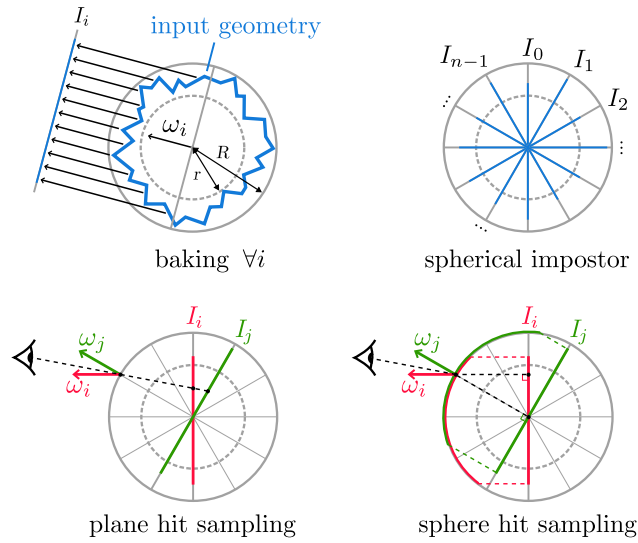 I_i
input geometry
ω_i
R
r
baking ∀i
I_{n−1}
I_0
I_1
I_2
...
...
...
spherical impostor
I_i
I_j
ω_j
ω_i
plane hit sampling
I_i
I_j
ω_j
ω_i
sphere hit sampling